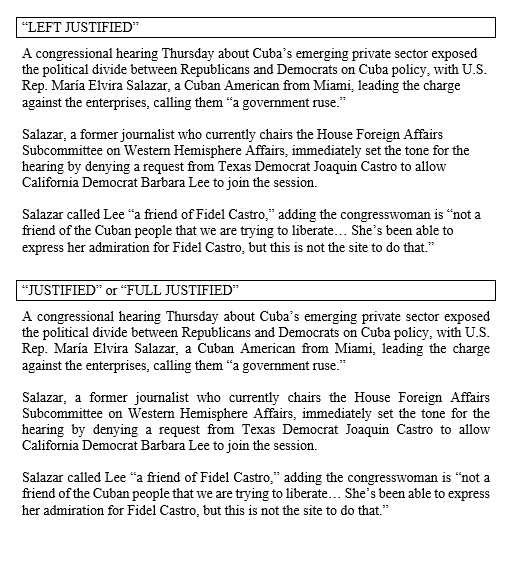 “LEFT JUSTIFIED”
A congressional hearing Thursday about Cuba’s emerging private sector exposed
the political divide between Republicans and Democrats on Cuba policy, with U.S.
Rep. María Elvira Salazar, a Cuban American from Miami, leading the charge
against the enterprises, calling them “a government ruse.”
Salazar, a former journalist who currently chairs the House Foreign Affairs
Subcommittee on Western Hemisphere Affairs, immediately set the tone for the
hearing by denying a request from Texas Democrat Joaquin Castro to allow
California Democrat Barbara Lee to join the session.
Salazar called Lee “a friend of Fidel Castro,” adding the congresswoman is “not a
friend of the Cuban people that we are trying to liberate… She’s been able to
express her admiration for Fidel Castro, but this is not the site to do that.”
“JUSTIFIED” or “FULL JUSTIFIED”
A congressional hearing Thursday about Cuba’s emerging private sector exposed
the political divide between Republicans and Democrats on Cuba policy, with U.S.
Rep. María Elvira Salazar, a Cuban American from Miami, leading the charge
against the enterprises, calling them “a government ruse.”
Salazar, a former journalist who currently chairs the House Foreign Affairs
Subcommittee on Western Hemisphere Affairs, immediately set the tone for the
hearing by denying a request from Texas Democrat Joaquin Castro to allow
California Democrat Barbara Lee to join the session.
Salazar called Lee “a friend of Fidel Castro,” adding the congresswoman is “not a
friend of the Cuban people that we are trying to liberate… She’s been able to express
her admiration for Fidel Castro, but this is not the site to do that.”